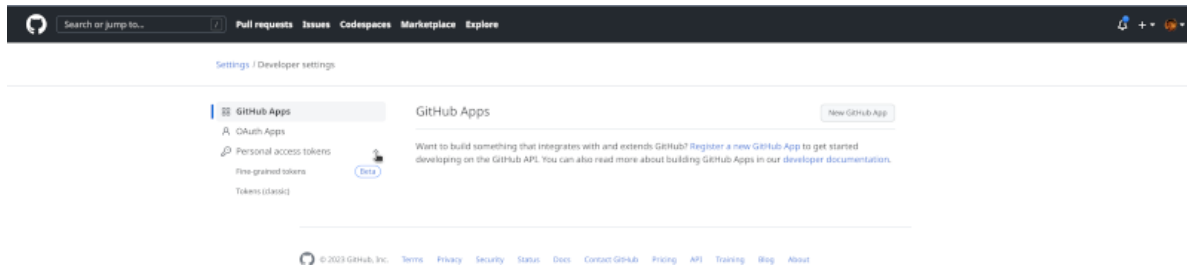 Search or jump to... / Pull requests Issues Codespaces Marketplace Explore
Settings / Developer settings
GitHub Apps
OAuth Apps
Personal access tokens
Fine-grained tokens Beta
Tokens (classic)
GitHub Apps New GitHub App
Want to build something that integrates with and extends GitHub? Register a new GitHub App to get started
developing on the GitHub API. You can also read more about building GitHub Apps in our developer documentation.
© 2023 GitHub, Inc. Terms Privacy Security Status Docs Contact GitHub Pricing API Training Blog About